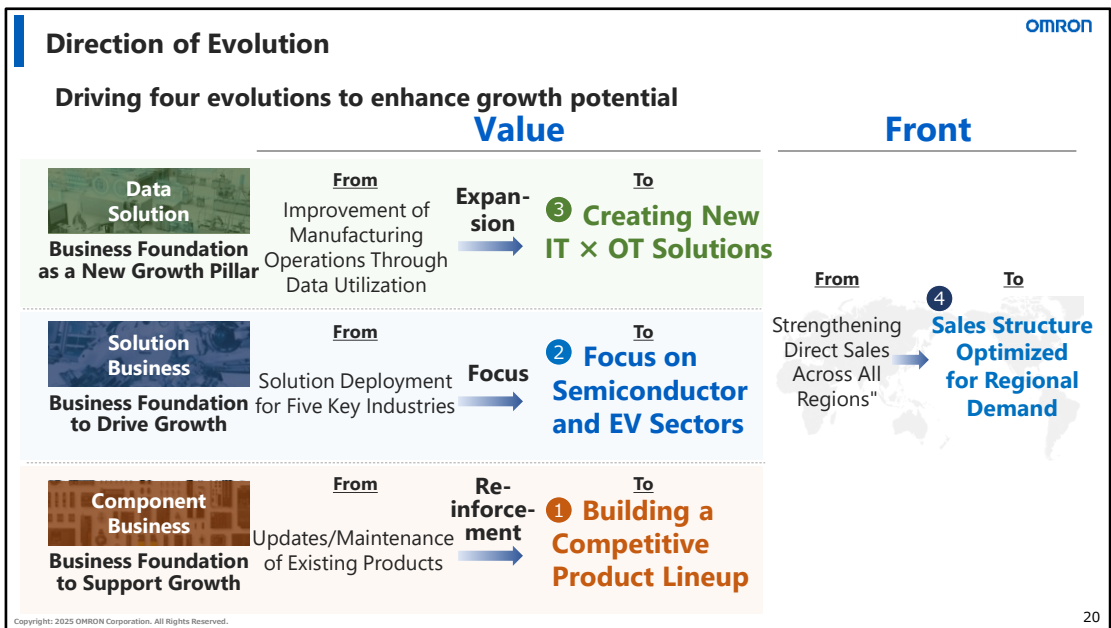 OMRON
Direction of Evolution
Driving four evolutions to enhance growth potential
Value
Front
Data
Solution
Business Foundation
as a New Growth Pillar
From
Improvement of
Manufacturing
Operations Through
Data Utilization
Expan-
sion
To
3 Creating New
IT × OT Solutions
Solution
Business
Business Foundation
to Drive Growth
From
Solution Deployment
for Five Key Industries
Focus
To
2 Focus on
Semiconductor
and EV Sectors
Component
Business
Business Foundation
to Support Growth
From
Updates/Maintenance
of Existing Products
Re-
inforce-
ment
To
1 Building a
Competitive
Product Lineup
From
Strengthening
Direct Sales
Across All
Regions"
4
To
Sales Structure
Optimized
for Regional
Demand
Copyright: 2025 OMRON Corporation. All Rights Reserved.
20